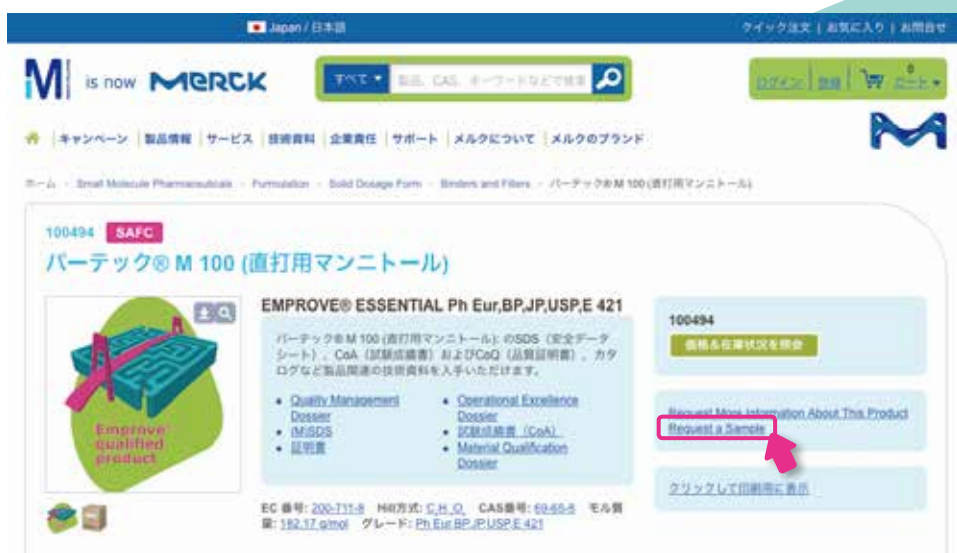 Japan / 日本語
クイック注文 | お気に入り | お問合せ
M is now MERCK
すべて
製品、CAS、キーワードなどで検索
ログイン | 登録 | 0 カート
キャンペーン | 製品情報 | サービス | 技術資料 | 企業責任 | サポート | メルクについて | メルクのブランド
ホーム > Small Molecule Pharmaceuticals > Formulation > Solid Dosage Form > Binders and Fillers > パーテック® M 100 (直打用マンニトール)
100494 SAFC
パーテック® M 100 (直打用マンニトール)
Emprove®
qualified
product
EMPROVE® ESSENTIAL Ph Eur,BP,JP,USP,E 421
パーテック® M 100 (直打用マンニトール): のSDS（安全データ
シート）、CoA（試験成績書）およびCoQ（品質証明書）、カタ
ログなど製品関連の技術資料を入手いただけます。
• Quality Management
Dossier
• (M)SDS
• 証明書
• Operational Excellence
Dossier
• 試験成績書（CoA）
• Material Qualification
Dossier
EC 番号: 200-711-8 Hill方式: C₆H₁₄O₆ CAS番号: 69-65-8 モル質
量: 182.17 g/mol グレード: Ph Eur,BP,JP,USP,E 421
100494
価格&在庫状況を照会
Request More Information About This Product
Request a Sample
クリックして印刷用に表示